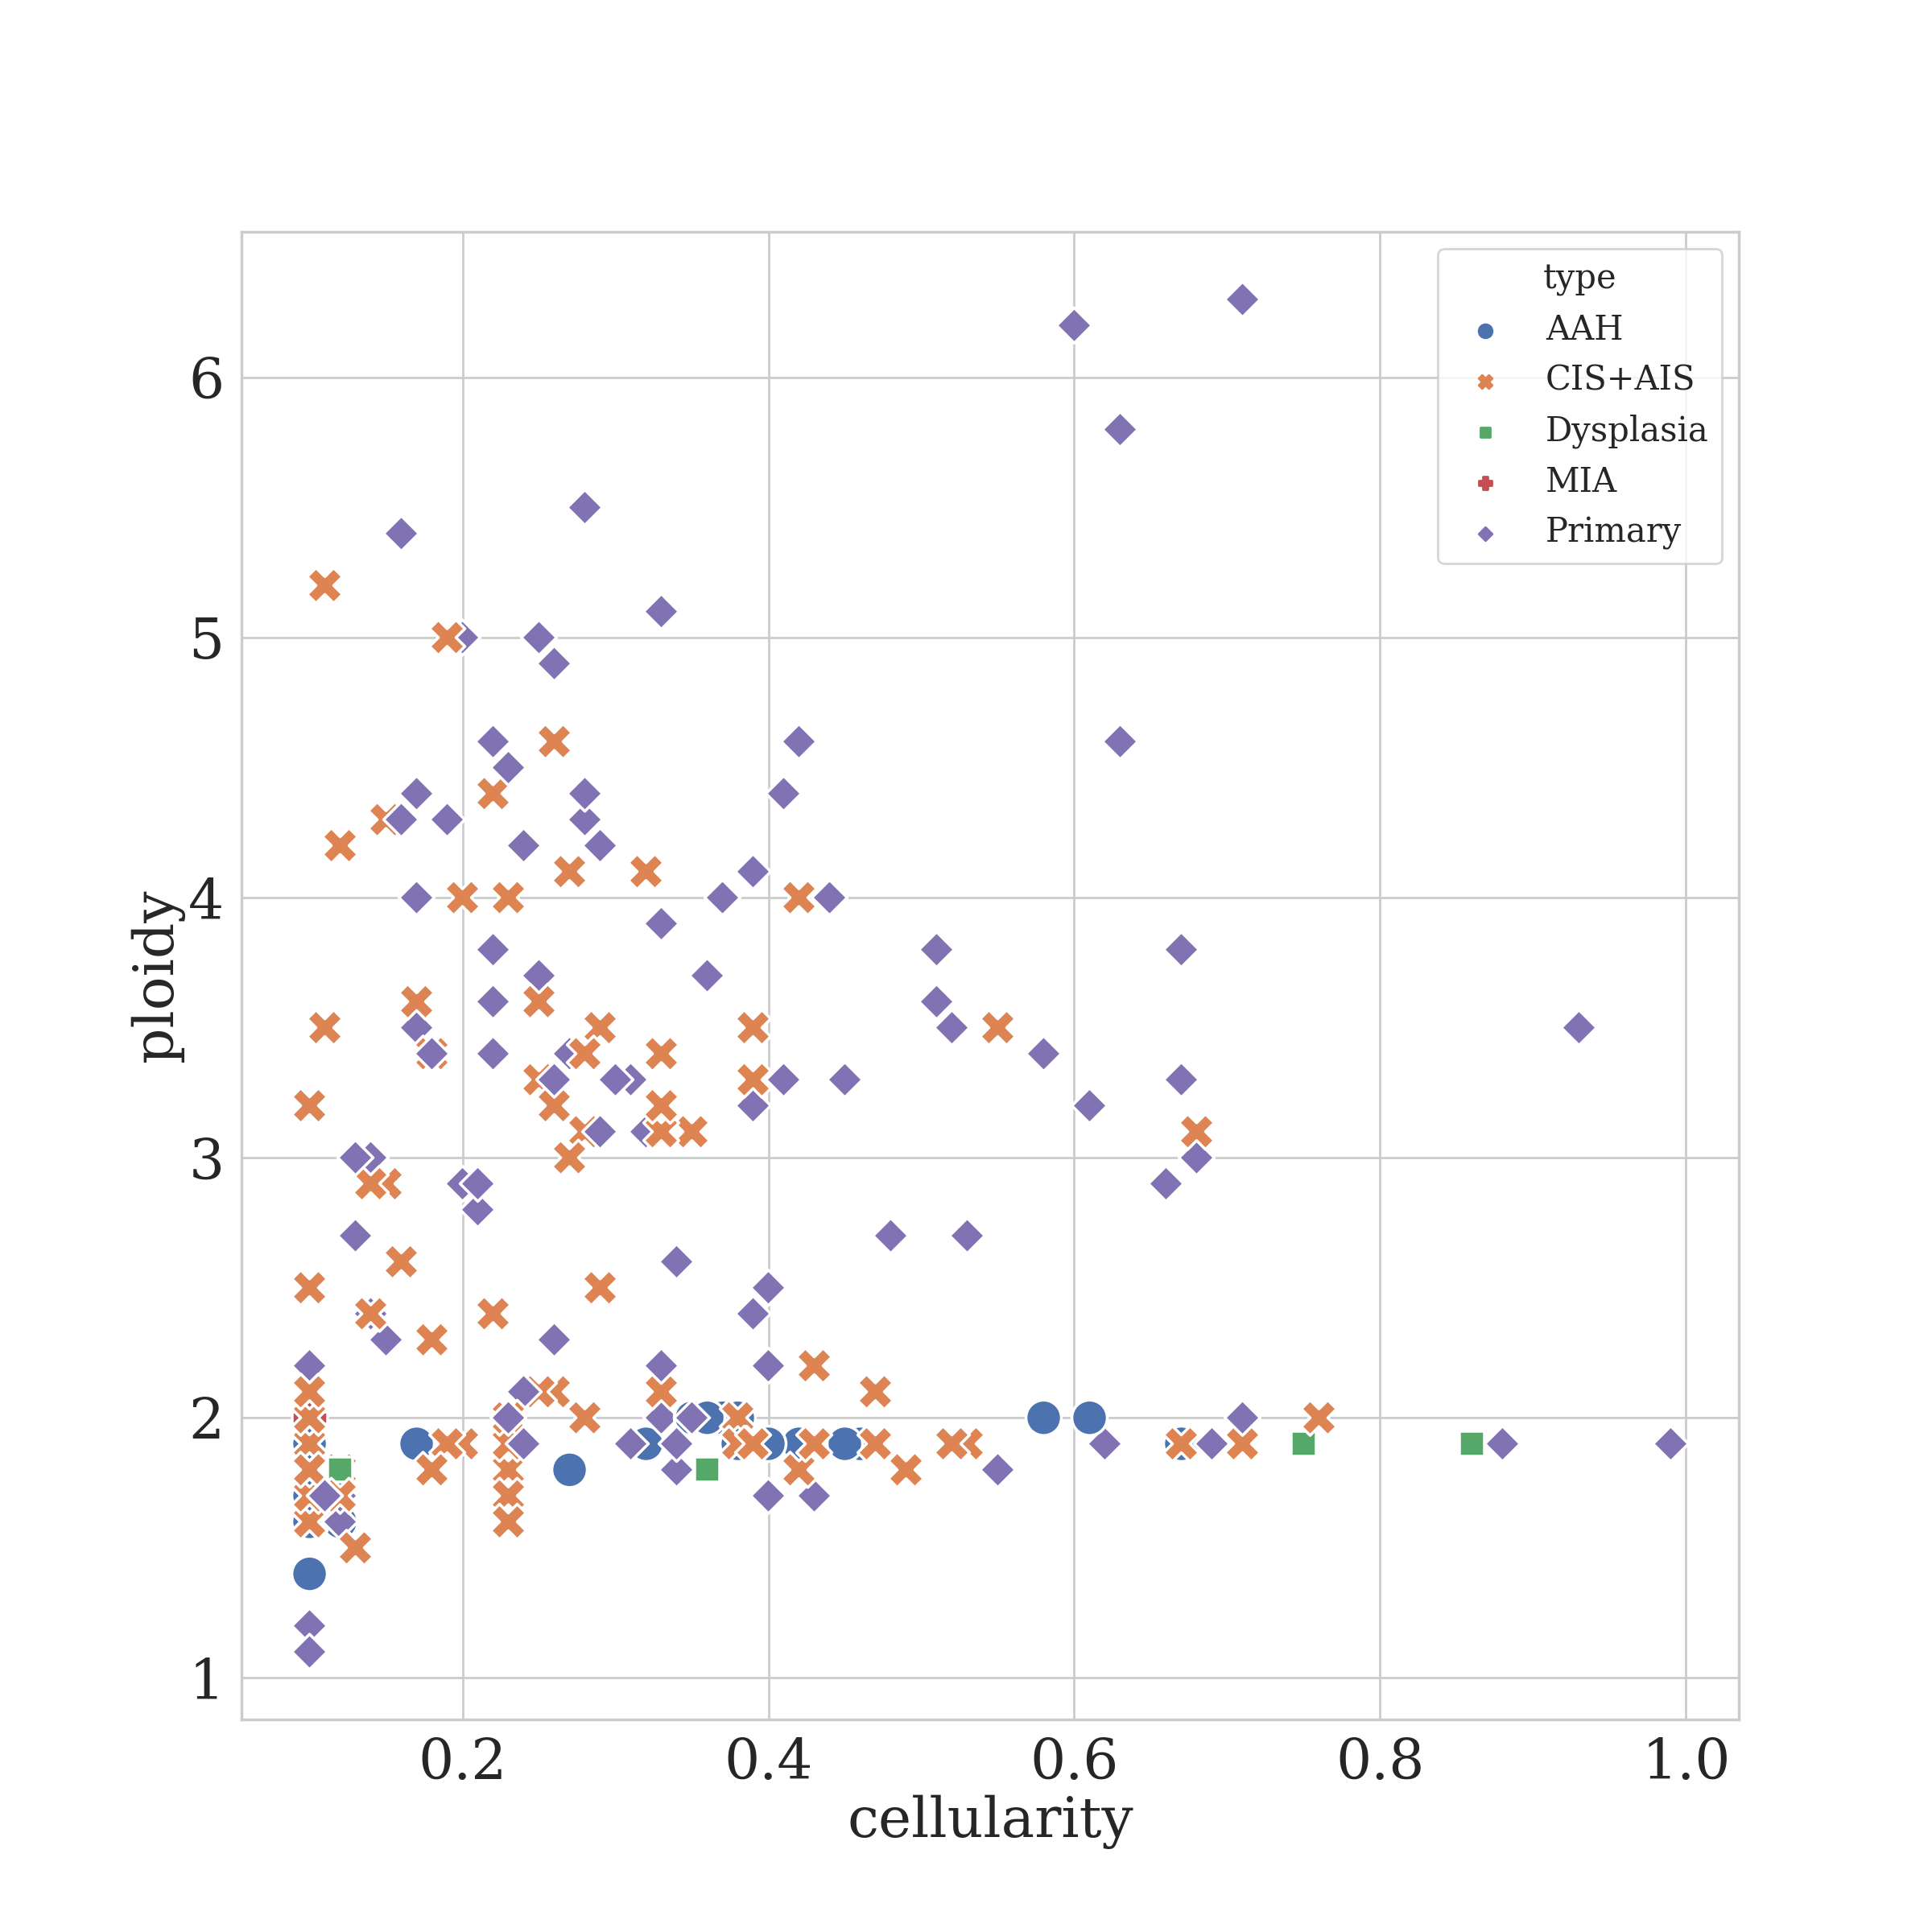 type
AAH
CIS+AIS
Dysplasia
MIA
Primary
6
5
4
3
2
1
ploidy
0.2 0.4 0.6 0.8 1.0
cellularity